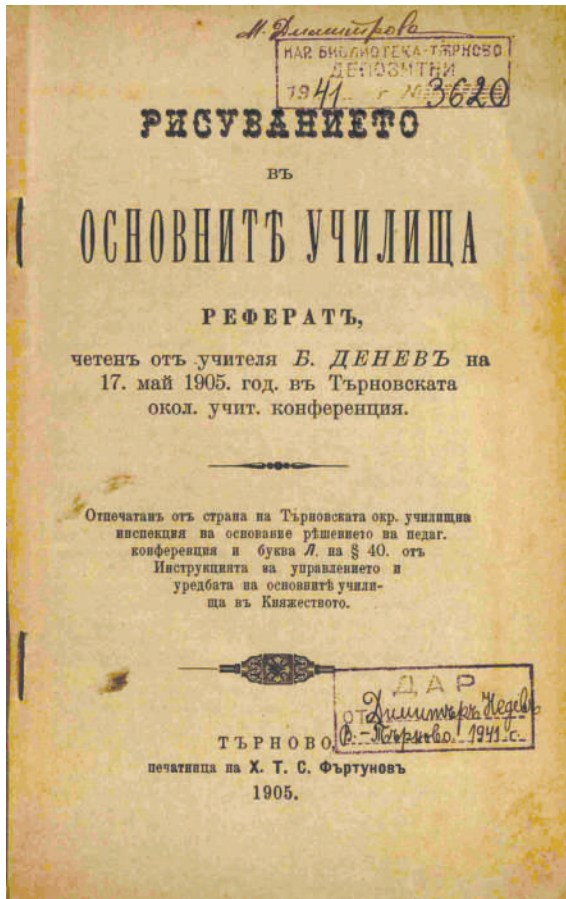 М. Димитрова
НАР. БИБЛИОТЕКА-ТЪРНОВО
ДЕПОЗИТНИ
1941 г. № 3620
РИСУВАНИЕТО
ВЪ
ОСНОВНИТѢ УЧИЛИЩА
РЕФЕРАТЪ,
четенъ отъ учителя Б. ДЕНЕВЪ на
17. май 1905. год. въ Търновската
окол. учит. конференция.
Отпечатанъ отъ страна на Търновската окр. училищна
инспекция на основание рѣшението на педаг.
конференция и буква Л. на § 40. отъ
Инструкцията за управлението и
уредбата на основнитѣ учили-
ща въ Княжеството.
ДАР
ОТ Димитъръ Недевъ
В.-Търново 1941 г.
ТЪРНОВО,
печатница на Х. Т. С. Фъртуновъ
1905.